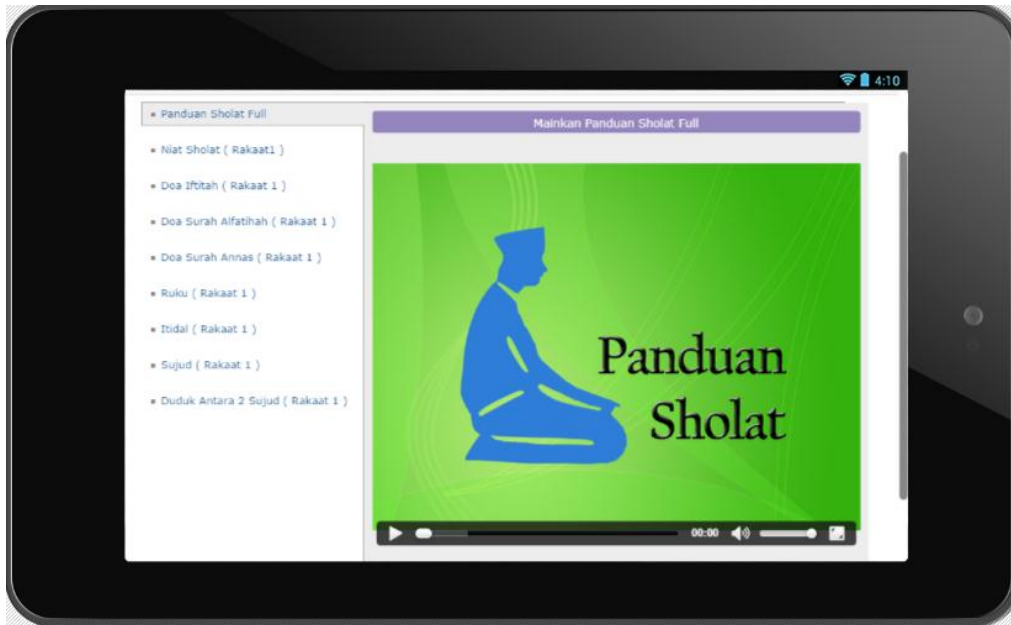 4:10
Panduan Sholat Full
Niat Sholat ( Rakaat1 )
Doa Iftitah ( Rakaat 1 )
Doa Surah Alfatihah ( Rakaat 1 )
Doa Surah Annas ( Rakaat 1 )
Ruku ( Rakaat 1 )
Itidal ( Rakaat 1 )
Sujud ( Rakaat 1 )
Duduk Antara 2 Sujud ( Rakaat 1 )
Mainkan Panduan Sholat Full
Panduan
Sholat
00:00